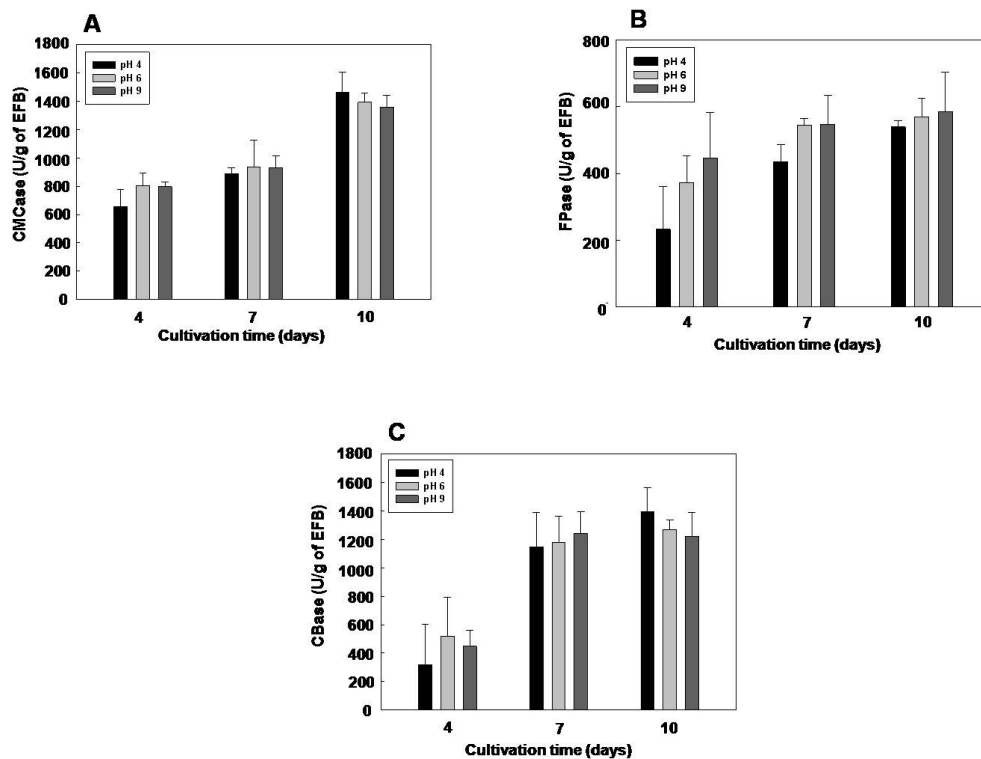 A
CMCase (U/g of EFB)
1800
1600
1400
1200
1000
800
600
400
200
0
pH 4
pH 6
pH 9
4 7 10
Cultivation time (days)
B
FPase (U/g of EFB)
800
600
400
200
0
pH 4
pH 6
pH 9
4 7 10
Cultivation time (days)
C
CBase (U/g of EFB)
1800
1600
1400
1200
1000
800
600
400
200
0
pH 4
pH 6
pH 9
4 7 10
Cultivation time (days)